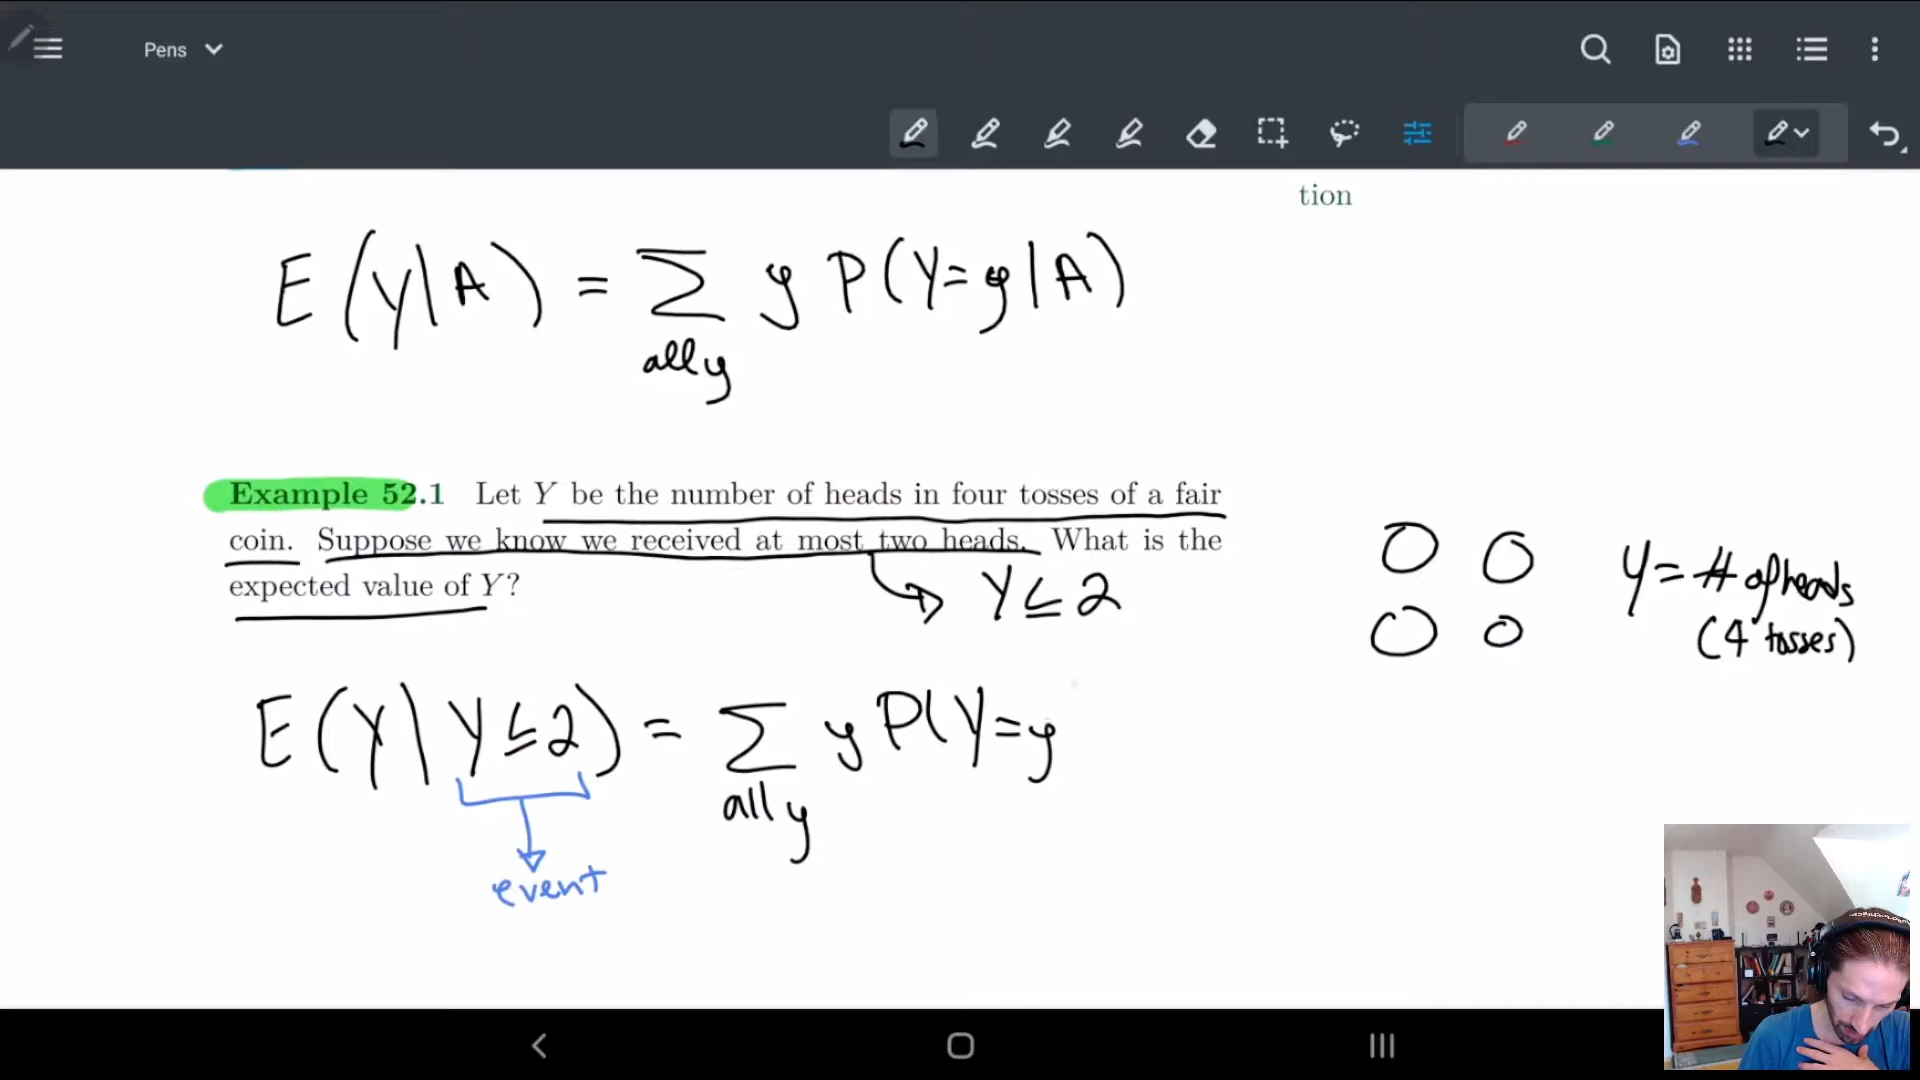 Pens
tion
E(Y|A) = ∑ y P(Y=y|A)
all y
Example 52.1 Let Y be the number of heads in four tosses of a fair
coin. Suppose we know we received at most two heads. What is the
expected value of Y?
Y ≤ 2
Y = # of heads
(4 tosses)
E(Y|Y≤2) = ∑ y P(Y=y
all y
event